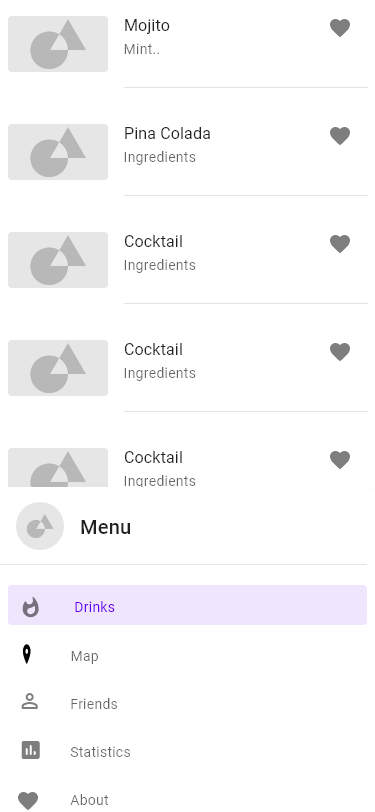 Mojito
Mint..
Pina Colada
Ingredients
Cocktail
Ingredients
Cocktail
Ingredients
Cocktail
Ingredients
Menu
Drinks
Map
Friends
Statistics
About